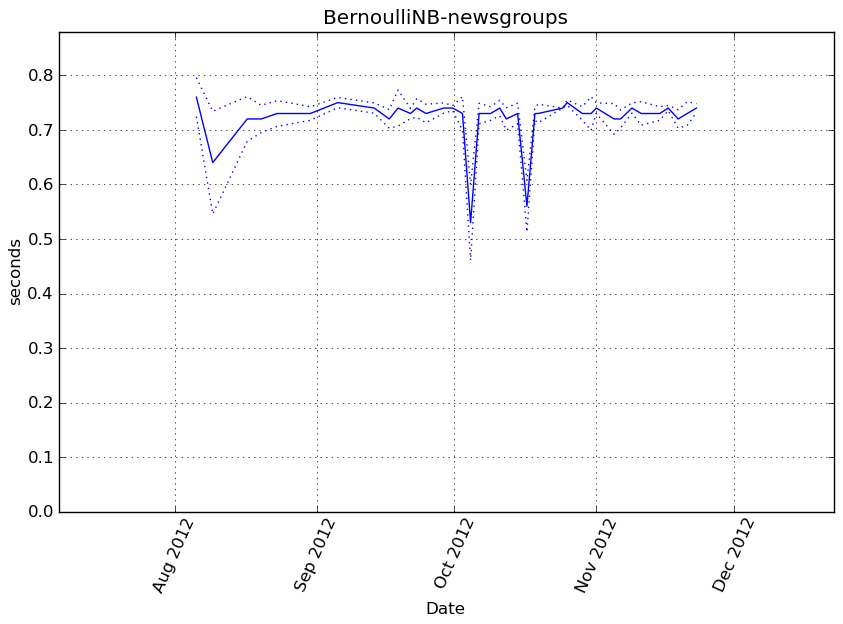 BernoulliNB-newsgroups
0.8
0.7
0.6
0.5
0.4
0.3
0.2
0.1
0.0
seconds
Aug 2012
Sep 2012
Oct 2012
Nov 2012
Dec 2012
Date